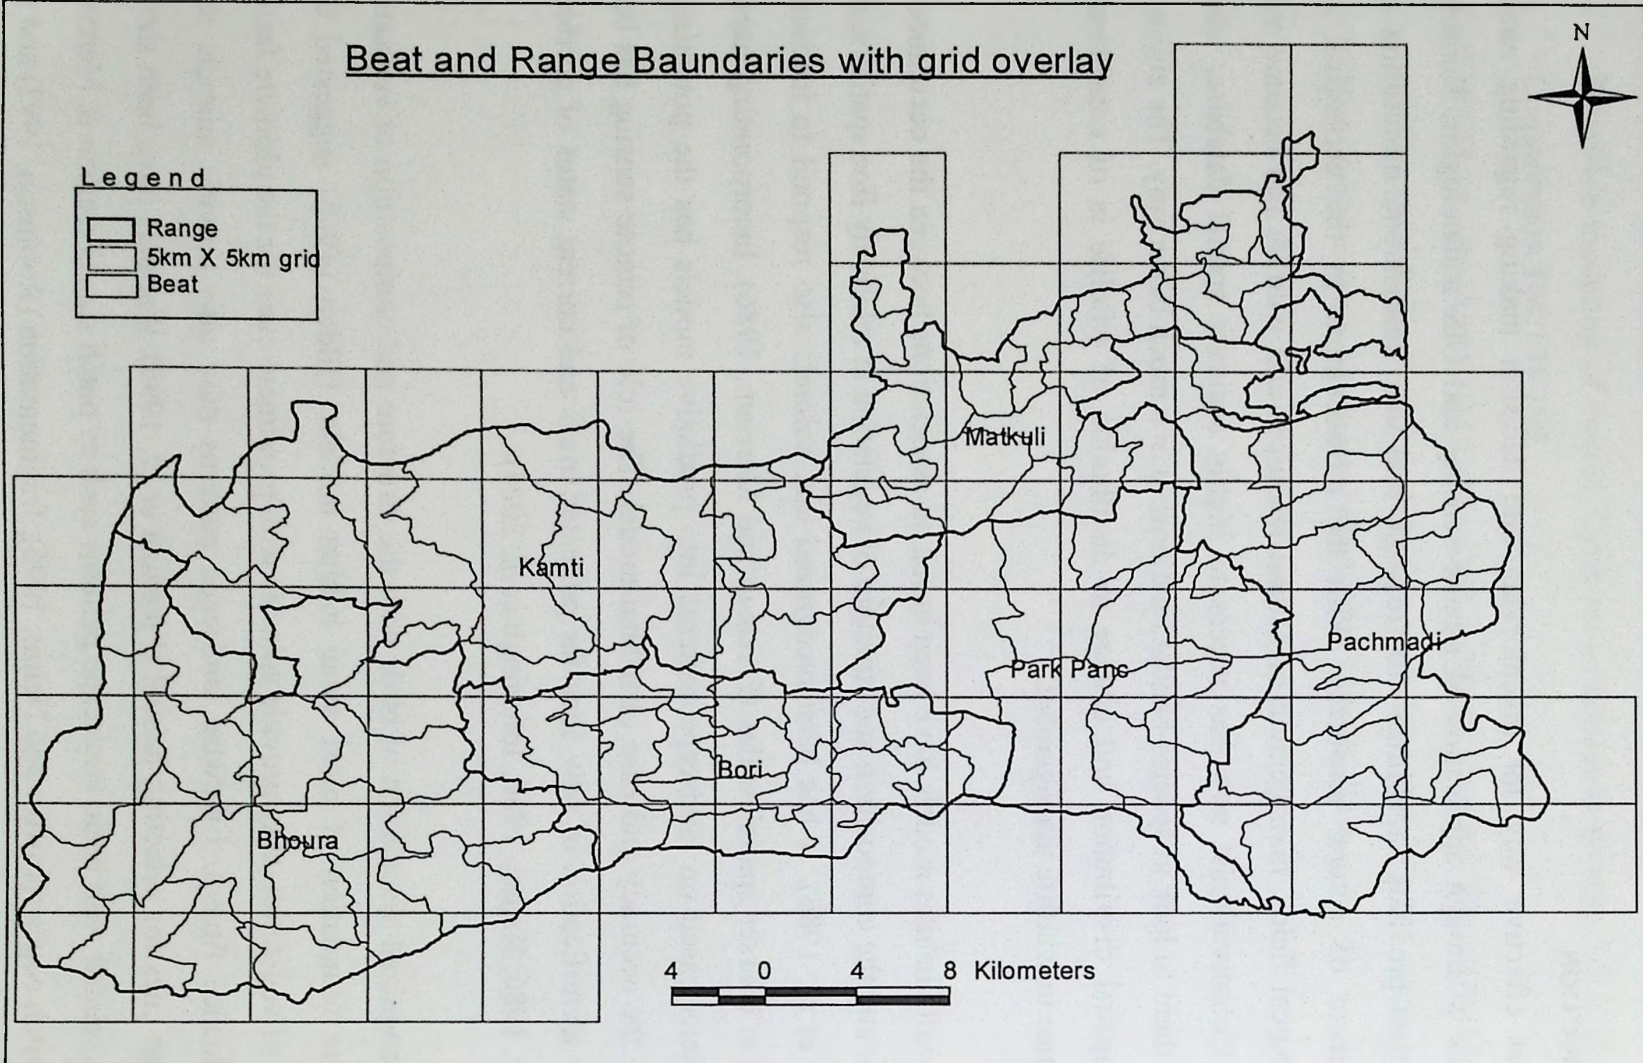 N
Beat and Range Baundaries with grid overlay
Legend
Range
5km X 5km grid
Beat
Matkuli
Kamti
Pachmadi
Park Panc
Bori
Bhoura
4 0 4 8 Kilometers